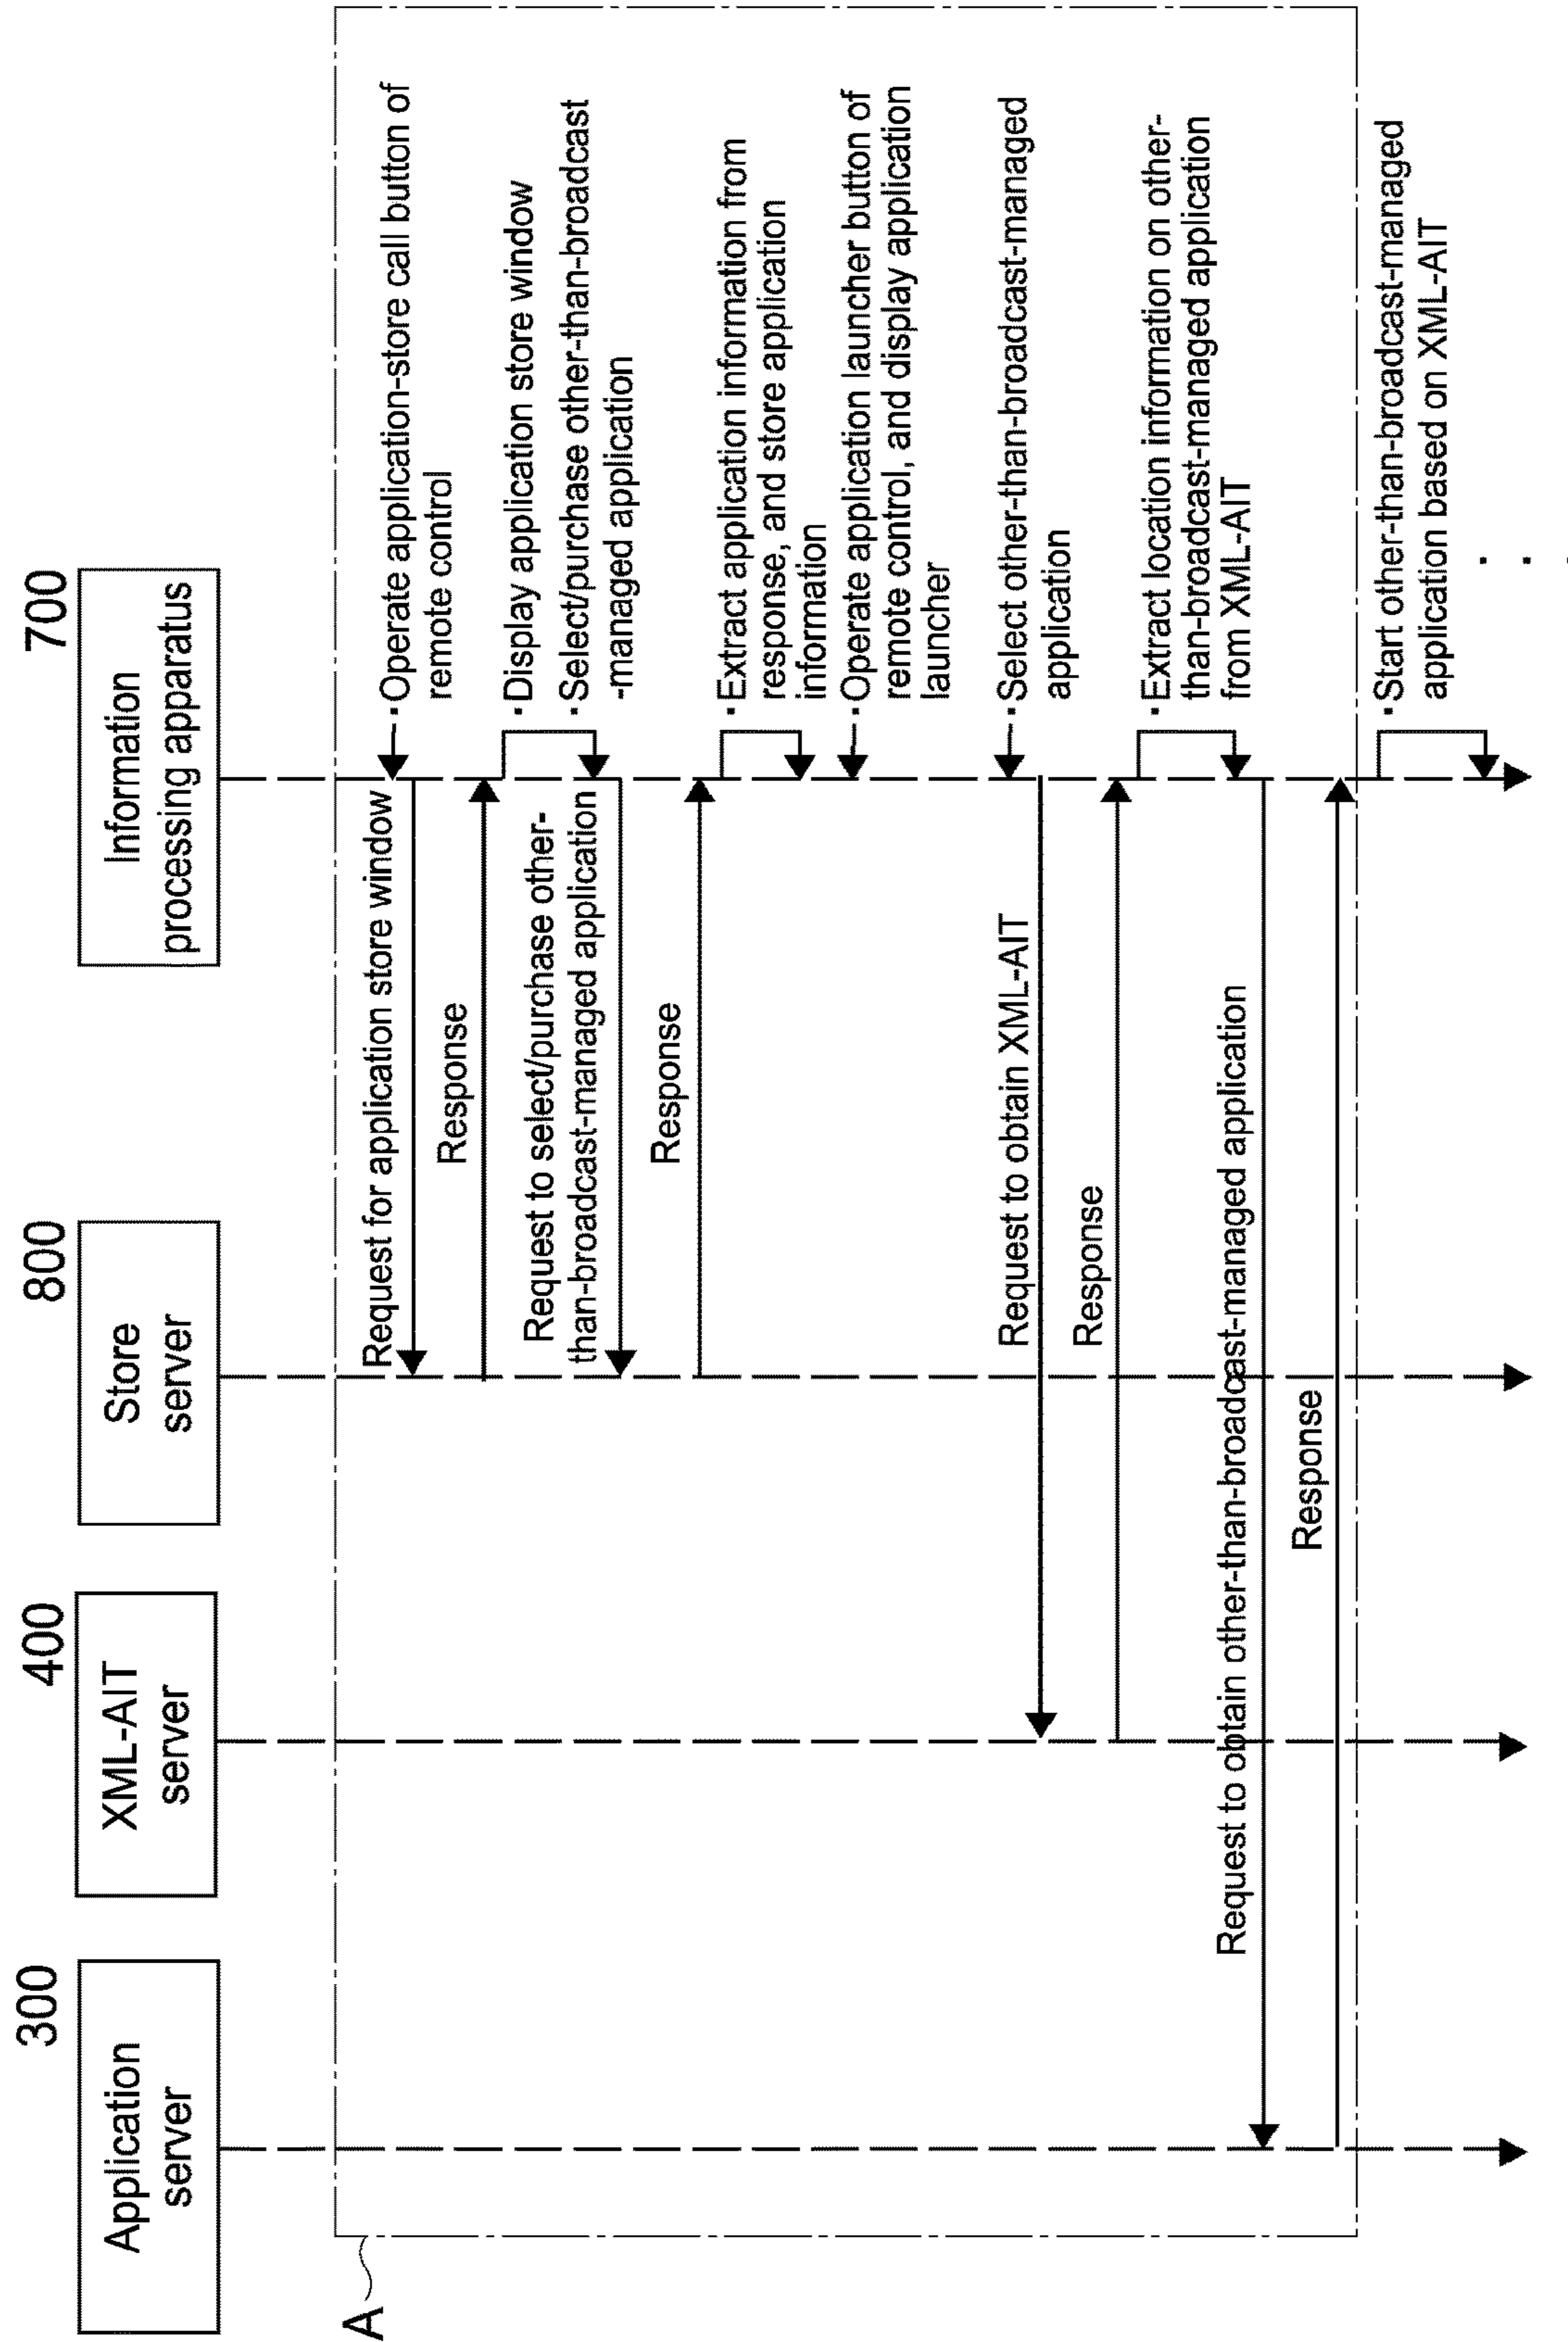 300
Application
server
400
XML-AIT
server
800
Store
server
700
Information
processing apparatus
A
Request for application store window
・Operate application-store call button of
remote control
Response
・Display application store window
・Select/purchase other-than-broadcast
-managed application
Request to select/purchase other-
than-broadcast-managed application
Response
・Extract application information from
response, and store application
information
・Operate application launcher button of
remote control, and display application
launcher
・Select other-than-broadcast-managed
application
Request to obtain XML-AIT
Response
・Extract location information on other-
than-broadcast-managed application
from XML-AIT
Request to obtain other-than-broadcast-managed application
Response
・Start other-than-broadcast-managed
application based on XML-AIT